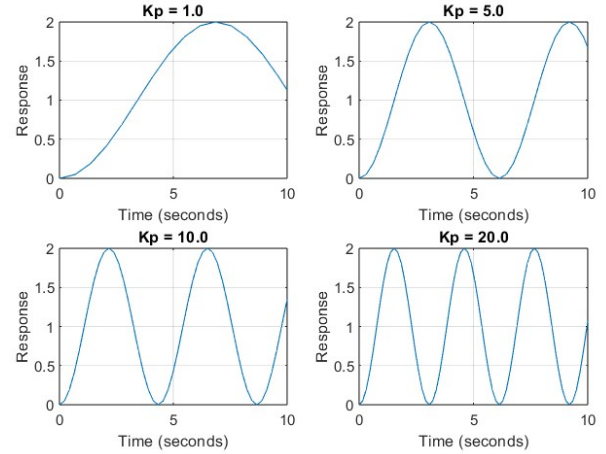 Kp = 1.0
2
1.5
1
0.5
0
Response
0 5 10
Time (seconds)
Kp = 5.0
2
1.5
1
0.5
0
Response
0 5 10
Time (seconds)
Kp = 10.0
2
1.5
1
0.5
0
Response
0 5 10
Time (seconds)
Kp = 20.0
2
1.5
1
0.5
0
Response
0 5 10
Time (seconds)